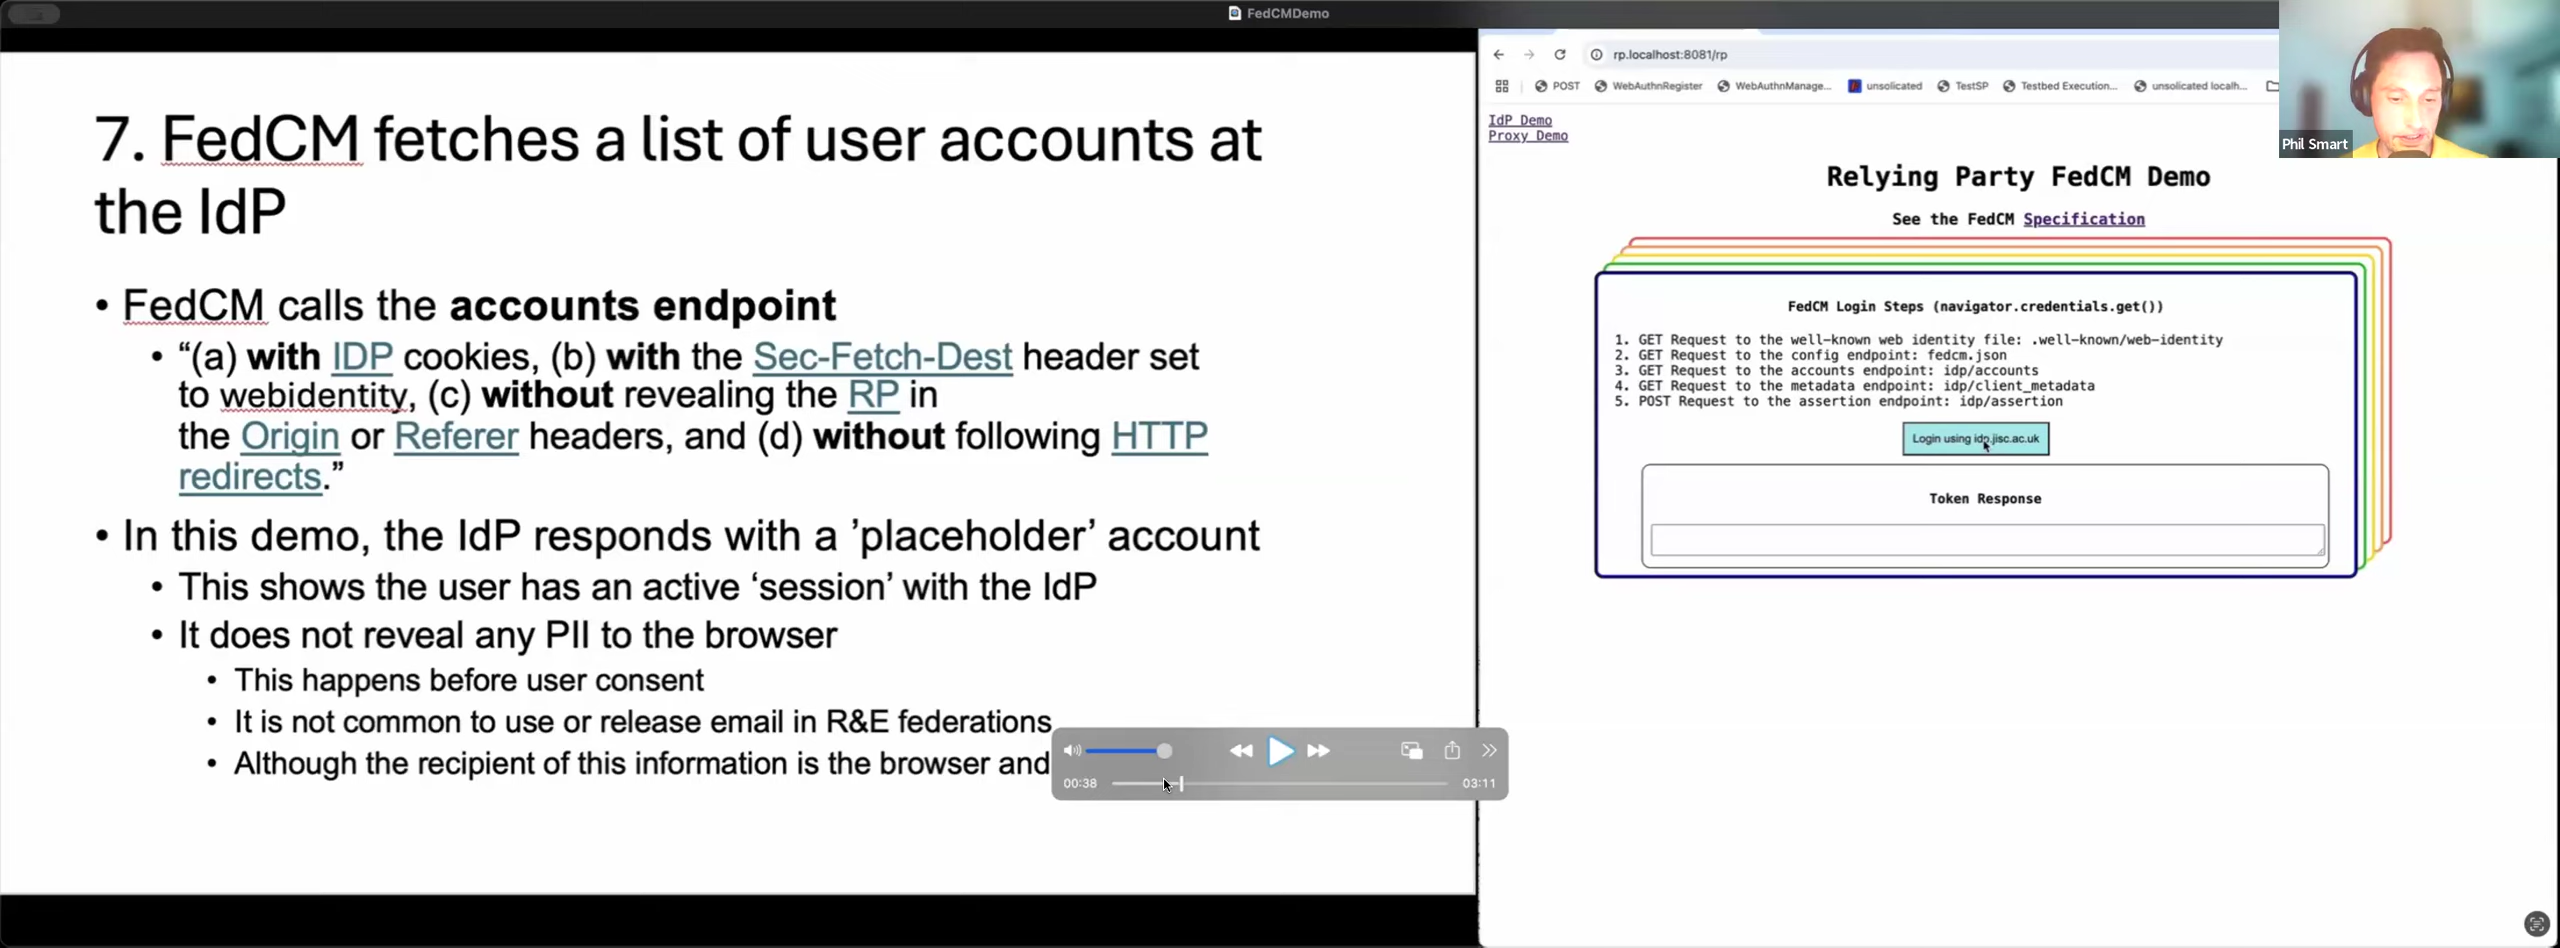 FedCMDemo
7. FedCM fetches a list of user accounts at
the IdP
• FedCM calls the accounts endpoint
• “(a) with IDP cookies, (b) with the Sec-Fetch-Dest header set
to webidentity, (c) without revealing the RP in
the Origin or Referer headers, and (d) without following HTTP
redirects.”
• In this demo, the IdP responds with a ’placeholder’ account
• This shows the user has an active ‘session’ with the IdP
• It does not reveal any PII to the browser
• This happens before user consent
• It is not common to use or release email in R&E federations
• Although the recipient of this information is the browser and
00:38
03:11
rp.localhost:8081/rp
POST
WebAuthnRegister
WebAuthnManage...
unsolicated
TestSP
Testbed Execution...
unsolicated localh...
Phil Smart
IdP Demo
Proxy Demo
Relying Party FedCM Demo
See the FedCM Specification
FedCM Login Steps (navigator.credentials.get())
1. GET Request to the well-known web identity file: .well-known/web-identity
2. GET Request to the config endpoint: fedcm.json
3. GET Request to the accounts endpoint: idp/accounts
4. GET Request to the metadata endpoint: idp/client_metadata
5. POST Request to the assertion endpoint: idp/assertion
Login using idp.jisc.ac.uk
Token Response